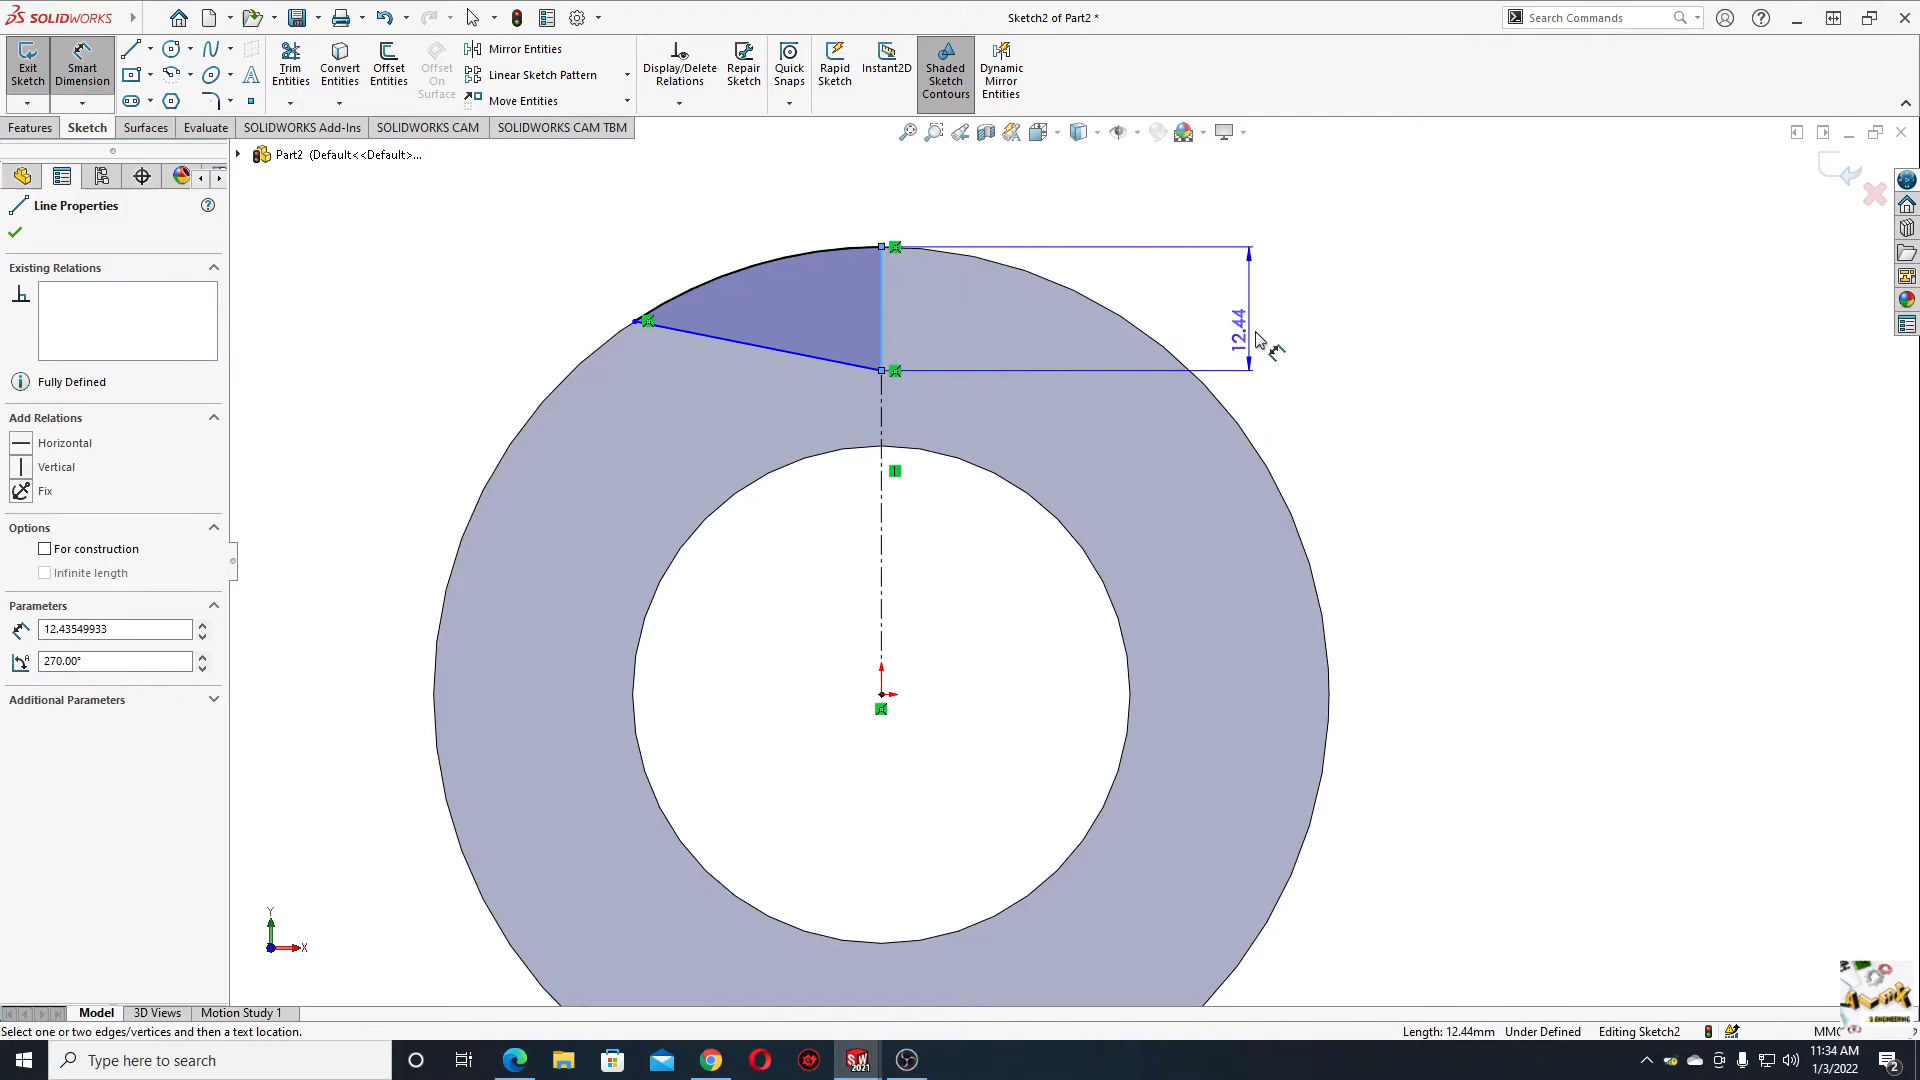 SOLIDWORKS
Sketch2 of Part2 *
Search Commands
Exit Sketch
Smart Dimension
Trim Entities
Convert Entities
Offset Entities
Offset On Surface
Mirror Entities
Linear Sketch Pattern
Move Entities
Display/Delete Relations
Repair Sketch
Quick Snaps
Rapid Sketch
Instant2D
Shaded Sketch Contours
Dynamic Mirror Entities
Features
Sketch
Surfaces
Evaluate
SOLIDWORKS Add-Ins
SOLIDWORKS CAM
SOLIDWORKS CAM TBM
Part2 (Default<<Default>...
Line Properties
Existing Relations
Fully Defined
Add Relations
Horizontal
Vertical
Fix
Options
For construction
Infinite length
Parameters
12.43549933
270.00°
Additional Parameters
12.44
Y
X
Model
3D Views
Motion Study 1
Select one or two edges/vertices and then a text location.
Length: 12.44mm
Under Defined
Editing Sketch2
Type here to search
11:34 AM
1/3/2022
2